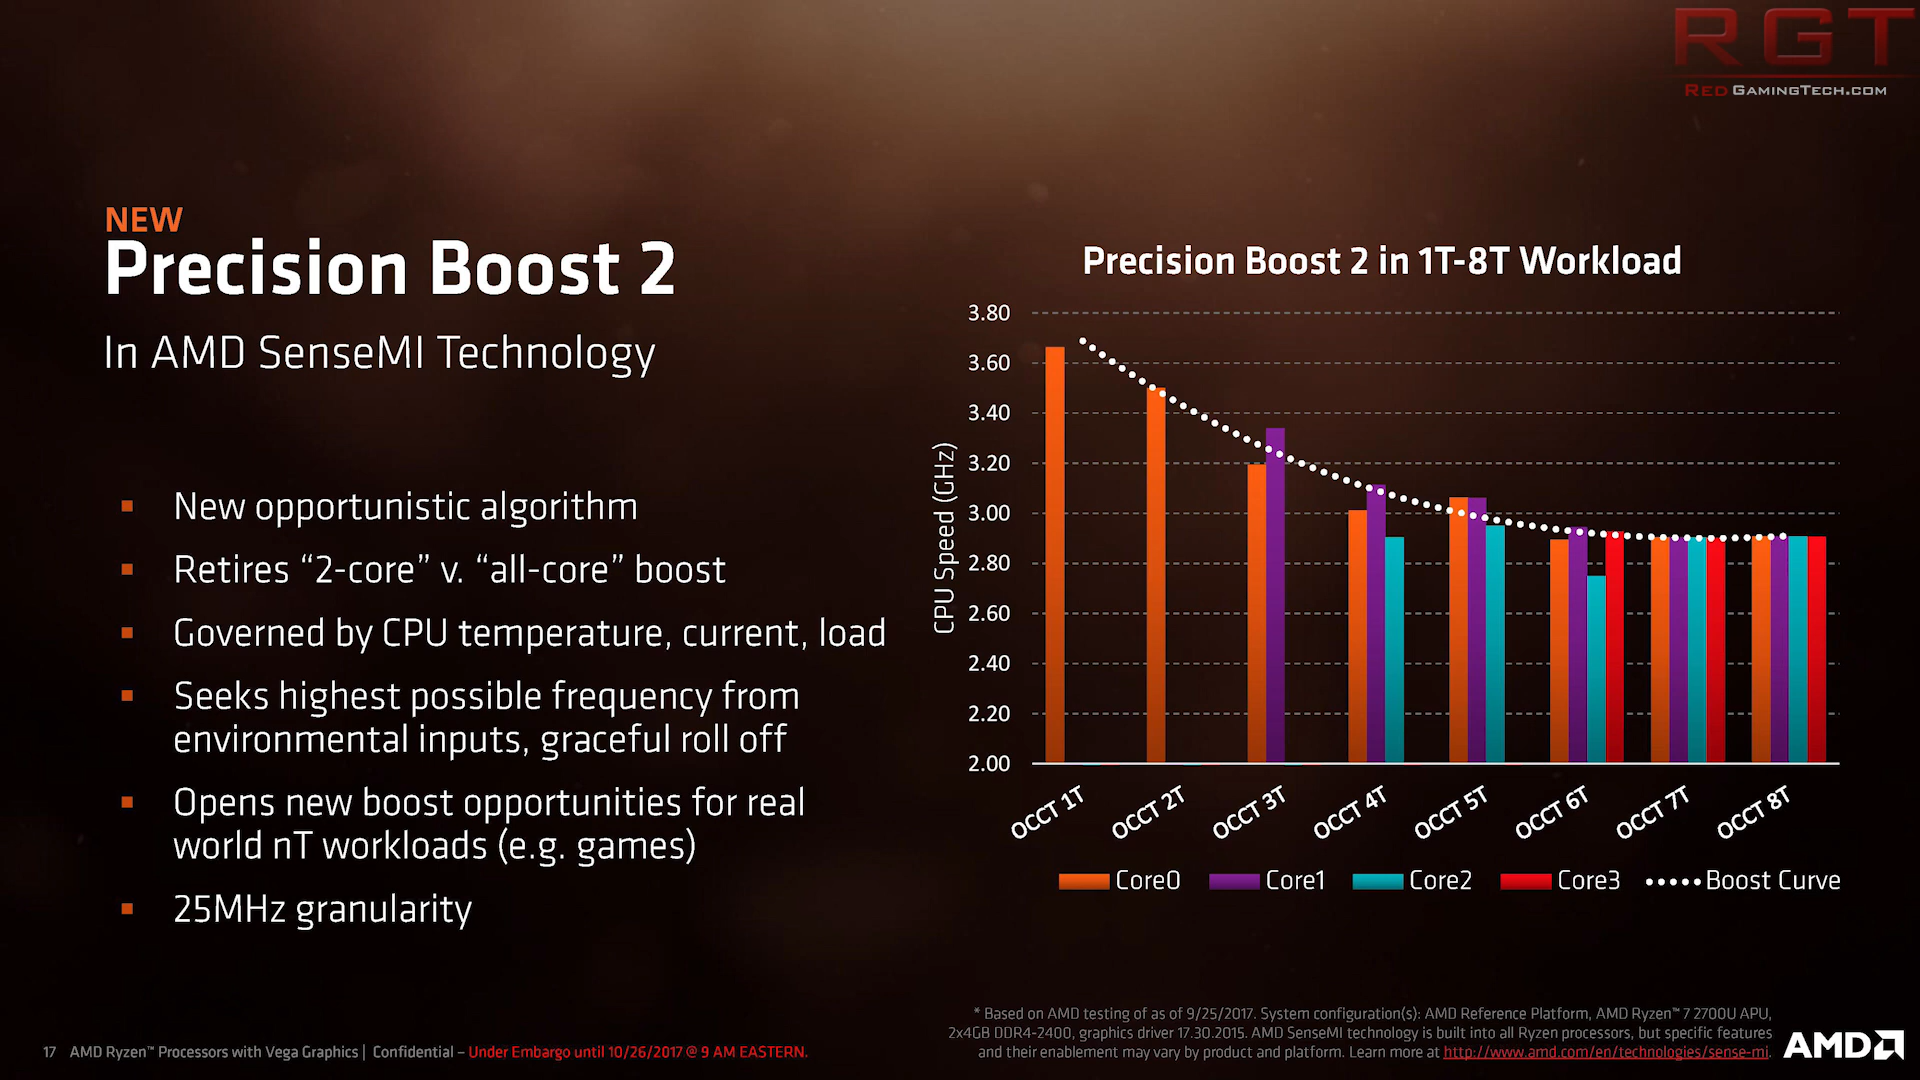 RGT
RED GAMINGTECH.COM
NEW
Precision Boost 2
In AMD SenseMI Technology
▪ New opportunistic algorithm
▪ Retires “2-core” v. “all-core” boost
▪ Governed by CPU temperature, current, load
▪ Seeks highest possible frequency from
environmental inputs, graceful roll off
▪ Opens new boost opportunities for real
world nT workloads (e.g. games)
▪ 25MHz granularity
Precision Boost 2 in 1T-8T Workload
CPU Speed (GHz)
3.80
3.60
3.40
3.20
3.00
2.80
2.60
2.40
2.20
2.00
OCCT 1T OCCT 2T OCCT 3T OCCT 4T OCCT 5T OCCT 6T OCCT 7T OCCT 8T
Core0 Core1 Core2 Core3 Boost Curve
* Based on AMD testing of as of 9/25/2017. System configuration(s): AMD Reference Platform, AMD Ryzen™ 7 2700U APU,
2x4GB DDR4-2400, graphics driver 17.30.2015. AMD SenseMI technology is built into all Ryzen processors, but specific features
and their enablement may vary by product and platform. Learn more at http://www.amd.com/en/technologies/sense-mi.
17 AMD Ryzen™ Processors with Vega Graphics | Confidential – Under Embargo until 10/26/2017 @ 9 AM EASTERN.
AMD